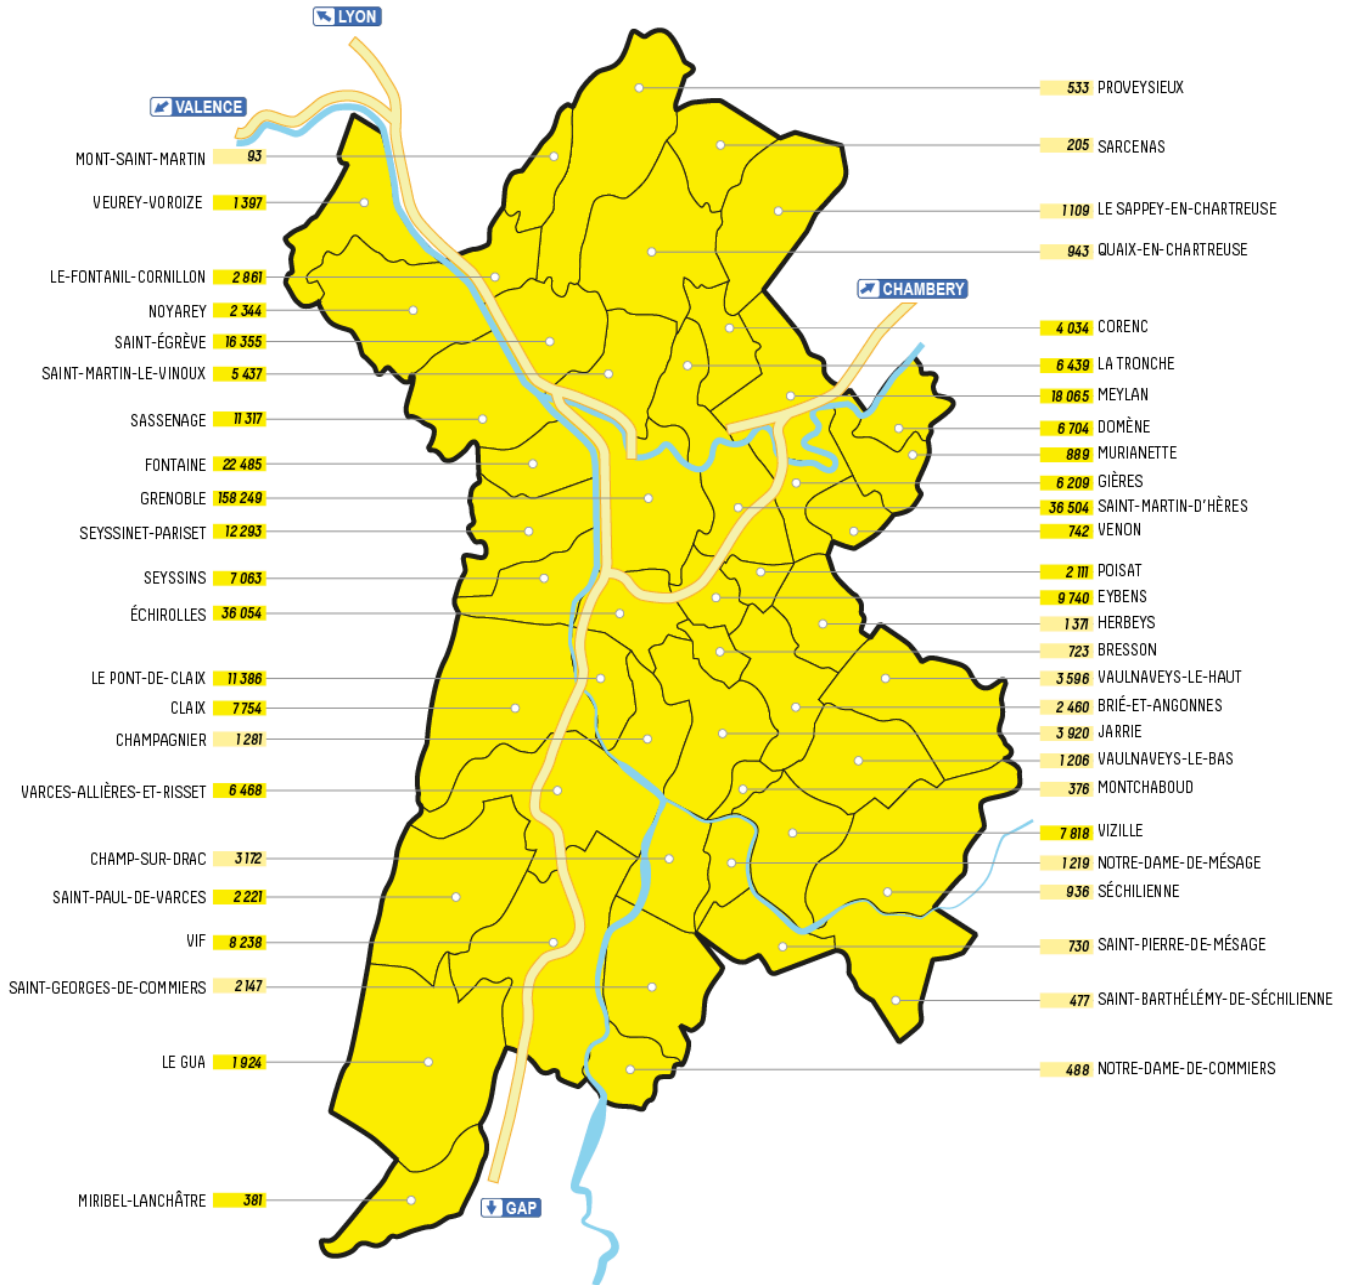 LYON
VALENCE
MONT-SAINT-MARTIN 93
VEUREY-VOROIZE 1 397
LE-FONTANIL-CORNILLON 2 861
NOYAREY 2 344
SAINT-ÉGRÈVE 16 355
SAINT-MARTIN-LE-VINOUX 5 437
SASSENAGE 11 317
FONTAINE 22 485
GRENOBLE 158 249
SEYSSINET-PARISET 12 293
SEYSSINS 7 063
ÉCHIROLLES 36 054
LE PONT-DE-CLAIX 11 386
CLAIX 7 754
CHAMPAGNIER 1 281
VARCES-ALLIÈRES-ET-RISSET 6 468
CHAMP-SUR-DRAC 3 172
SAINT-PAUL-DE-VARCES 2 221
VIF 8 238
SAINT-GEORGES-DE-COMMIERS 2 147
LE GUA 1 924
MIRIBEL-LANCHÂTRE 381
GAP
533 PROVEYSIEUX
205 SARCENAS
1 109 LE SAPPEY-EN-CHARTREUSE
943 QUAIX-EN-CHARTREUSE
CHAMBERY
4 034 CORENC
6 439 LA TRONCHE
18 065 MEYLAN
6 704 DOMÈNE
889 MURIANETTE
6 209 GIÈRES
36 504 SAINT-MARTIN-D'HÈRES
742 VENON
2 111 POISAT
9 740 EYBENS
1 371 HERBEYS
723 BRESSON
3 596 VAULNAVEYS-LE-HAUT
2 460 BRIÉ-ET-ANGONNES
3 920 JARRIE
1 206 VAULNAVEYS-LE-BAS
376 MONTCHABOUD
7 818 VIZILLE
1 219 NOTRE-DAME-DE-MÉSAGE
936 SÉCHILIENNE
730 SAINT-PIERRE-DE-MÉSAGE
477 SAINT-BARTHÉLÉMY-DE-SÉCHILIENNE
488 NOTRE-DAME-DE-COMMIERS